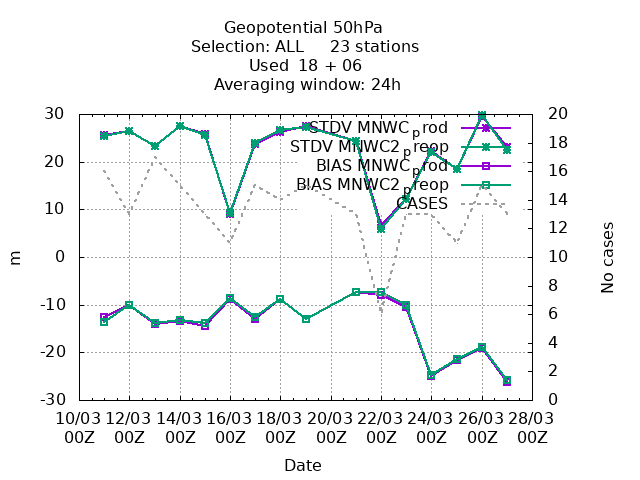 Geopotential 50hPa
Selection: ALL 23 stations
Used 18 + 06
Averaging window: 24h
30
20
10
0
-10
-20
-30
m
STDV MNWC_prod
STDV MNWC2_preop
BIAS MNWC_prod
BIAS MNWC2_preop
CASES
20
18
16
14
12
10
8
6
4
2
0
No cases
10/03 12/03 14/03 16/03 18/03 20/03 22/03 24/03 26/03 28/03
00Z 00Z 00Z 00Z 00Z 00Z 00Z 00Z 00Z 00Z
Date